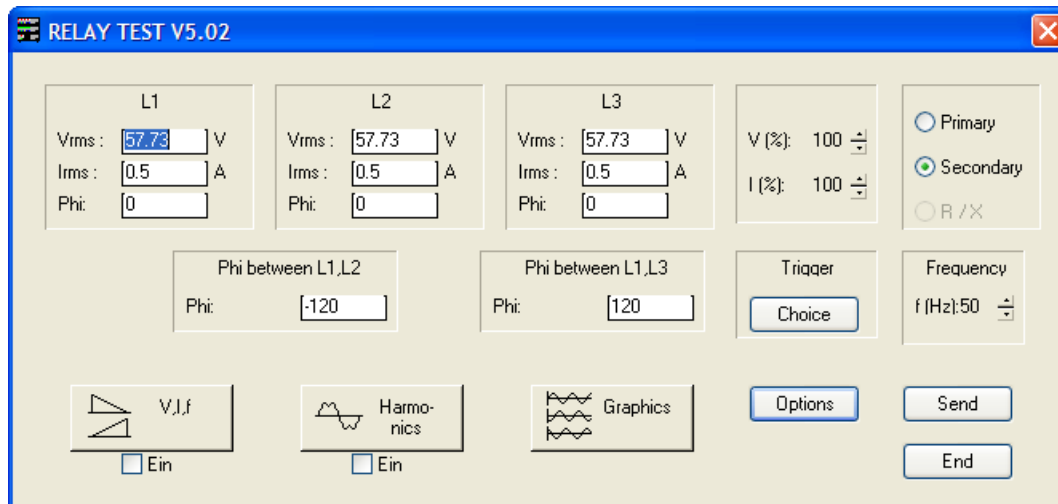 RELAY TEST V5.02
L1
Vrms : 57.73 V
Irms : 0.5 A
Phi: 0
L2
Vrms : 57.73 V
Irms : 0.5 A
Phi: 0
L3
Vrms : 57.73 V
Irms : 0.5 A
Phi: 0
V (%): 100
I (%): 100
Primary
Secondary
R / X
Phi between L1,L2
Phi: -120
Phi between L1,L3
Phi: 120
Trigger
Choice
Frequency
f (Hz):50
V,I,f
Ein
Harmo-
nics
Ein
Graphics
Options
Send
End